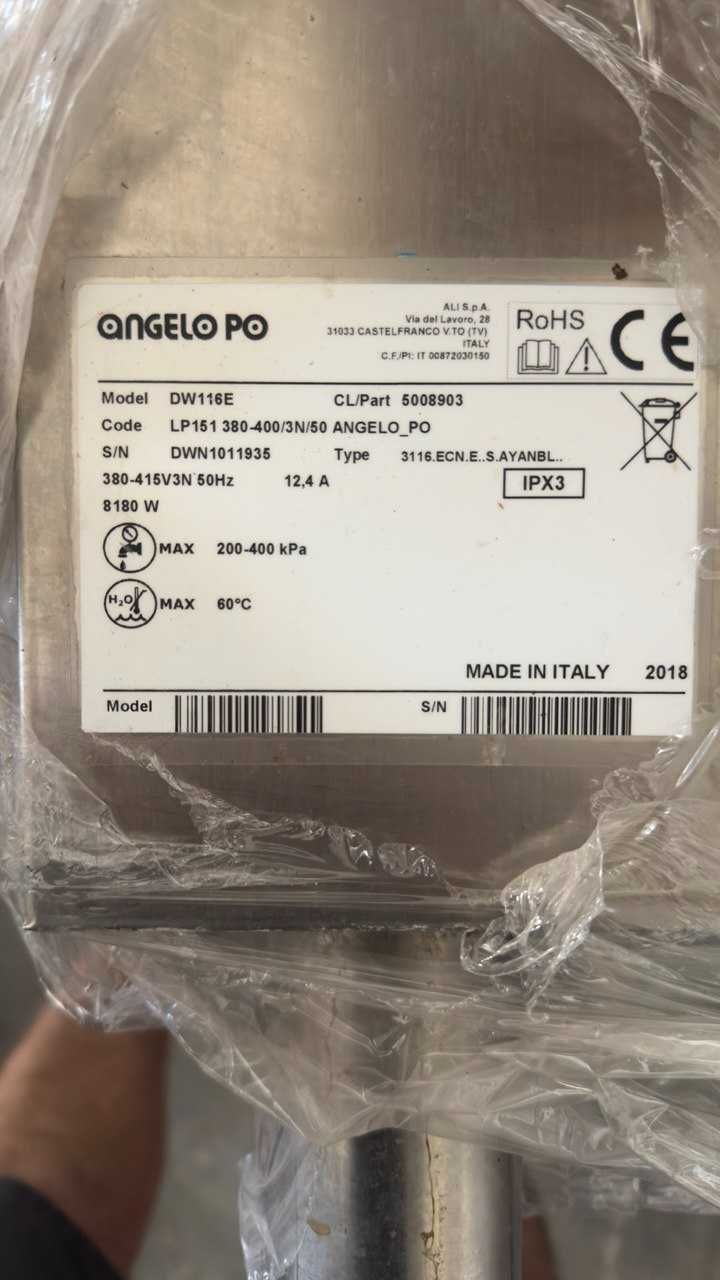 ANGELO PO
ALI S.p.A.
Via del Lavoro, 28
31033 CASTELFRANCO V.TO (TV)
ITALY
C.F./PI: IT 00872030150
RoHS
CE
Model DW116E CL/Part 5008903
Code LP151 380-400/3N/50 ANGELO_PO
S/N DWN1011935 Type 3116.ECN.E..S.AYANBL..
380-415V3N 50Hz 12,4 A IPX3
8180 W
MAX 200-400 kPa
H₂O MAX 60°C
MADE IN ITALY 2018
Model S/N